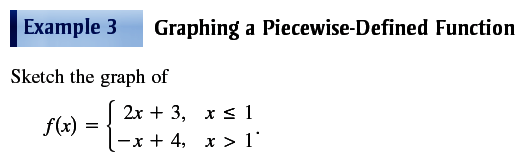 Example 3 Graphing a Piecewise-Defined Function
Sketch the graph of
f(x) = { 2x + 3, x ≤ 1
-x + 4, x > 1.